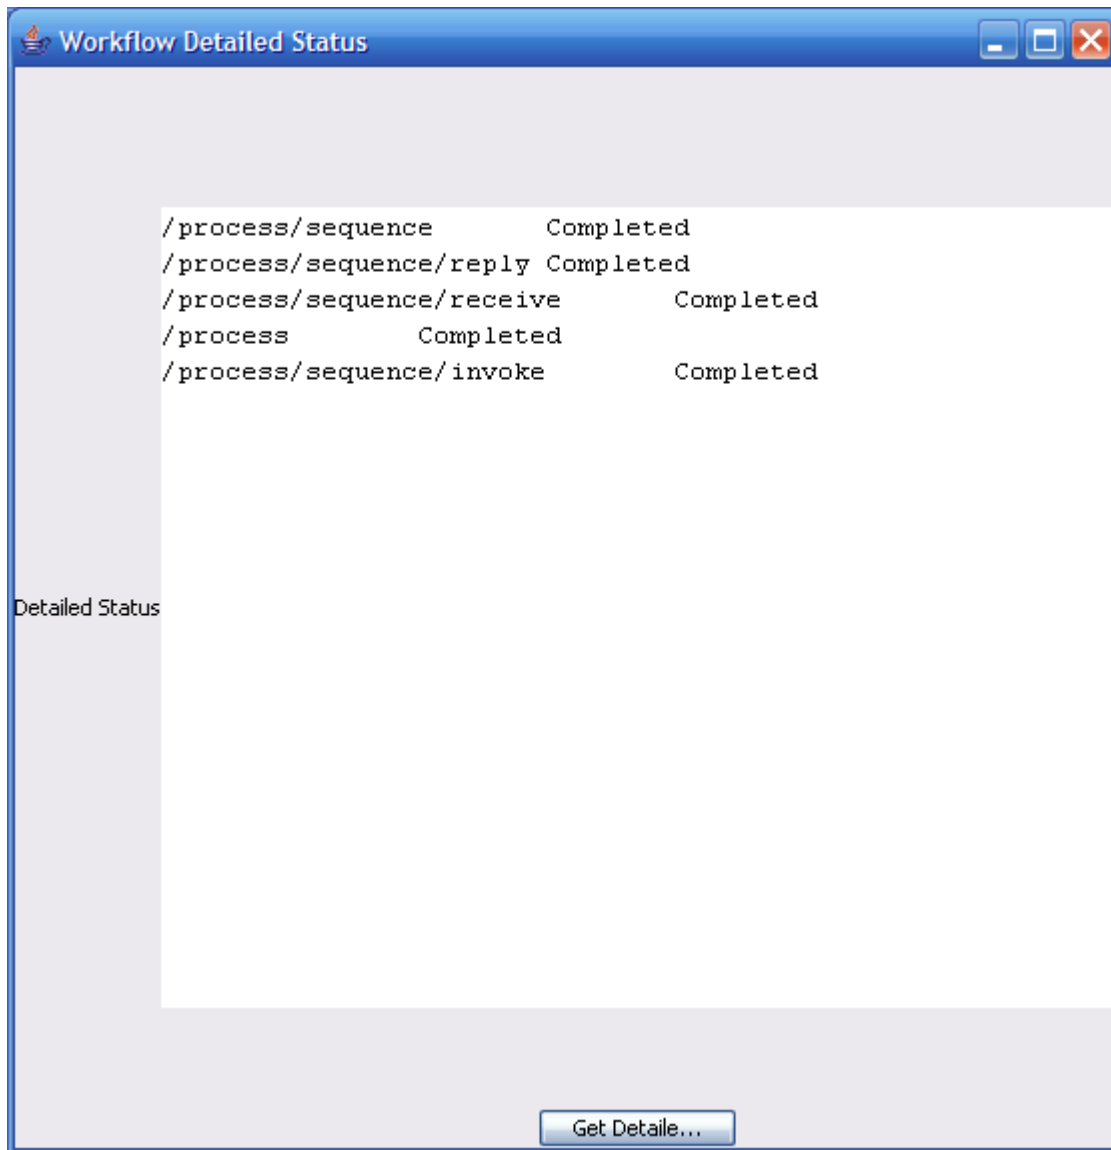 Workflow Detailed Status
/process/sequence Completed
/process/sequence/reply Completed
/process/sequence/receive Completed
/process Completed
/process/sequence/invoke Completed
Detailed Status
Get Detaile...